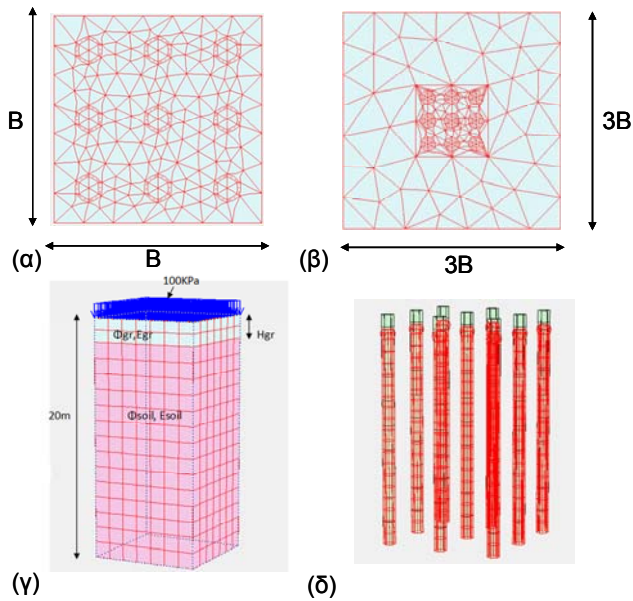 B
3B
(α)
B
(β)
3B
100KPa
Φgr,Egr
Hgr
20m
Φsoil, Esoil
(γ)
(δ)